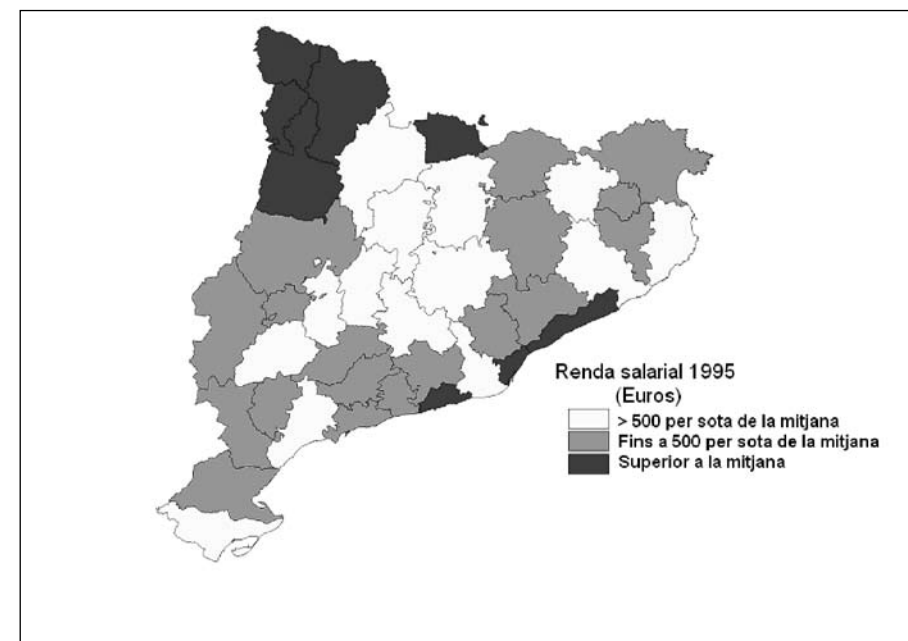 Renda salarial 1995
(Euros)
> 500 per sota de la mitjana
Fins a 500 per sota de la mitjana
Superior a la mitjana